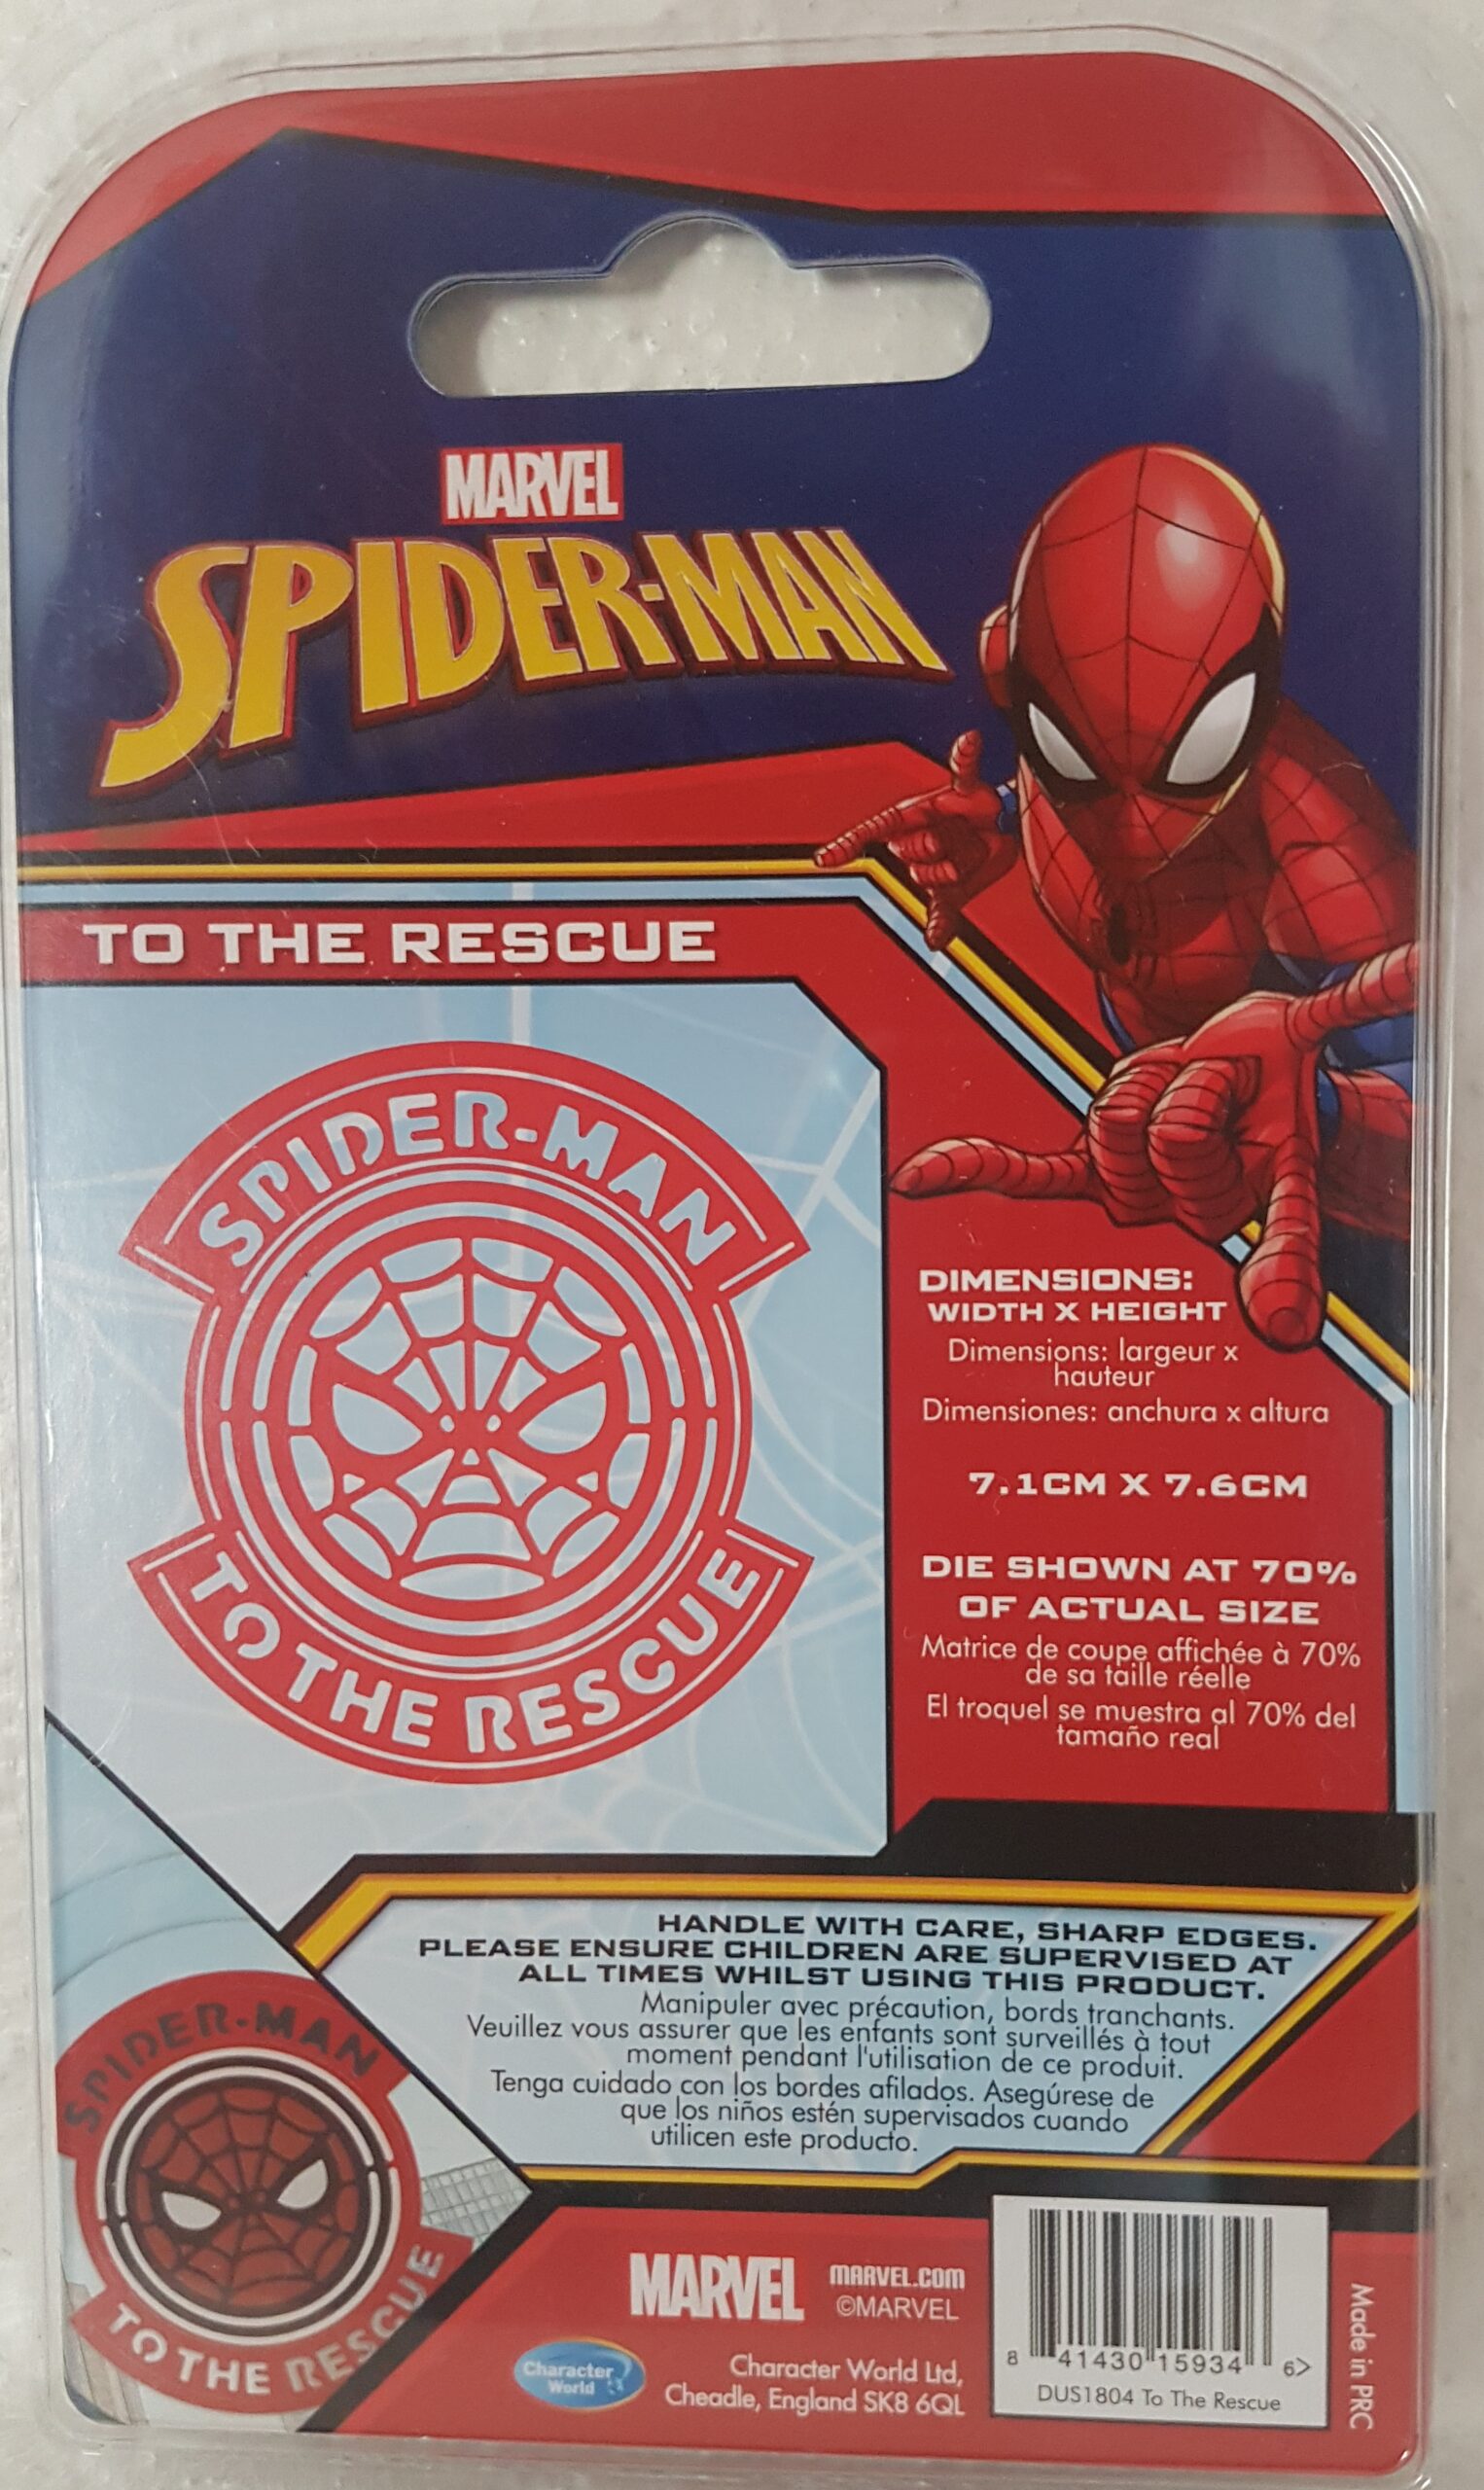 MARVEL
SPIDER-MAN
TO THE RESCUE
SPIDER-MAN
TO THE RESCUE
DIMENSIONS:
WIDTH X HEIGHT
Dimensions: largeur x
hauteur
Dimensiones: anchura x altura
7.1CM X 7.6CM
DIE SHOWN AT 70%
OF ACTUAL SIZE
Matrice de coupe affichée à 70%
de sa taille réelle
El troquel se muestra al 70% del
tamaño real
HANDLE WITH CARE, SHARP EDGES.
PLEASE ENSURE CHILDREN ARE SUPERVISED AT
ALL TIMES WHILST USING THIS PRODUCT.
Manipuler avec précaution, bords tranchants.
Veuillez vous assurer que les enfants sont surveillés à tout
moment pendant l'utilisation de ce produit.
Tenga cuidado con los bordes afilados. Asegúrese de
que los niños estén supervisados cuando
utilicen este producto.
SPIDER-MAN
TO THE RESCUE
MARVEL
MARVEL.COM
©MARVEL
Character
World
Character World Ltd,
Cheadle, England SK8 6QL
8 41430 15934 6>
DUS1804 To The Rescue
Made in PRC